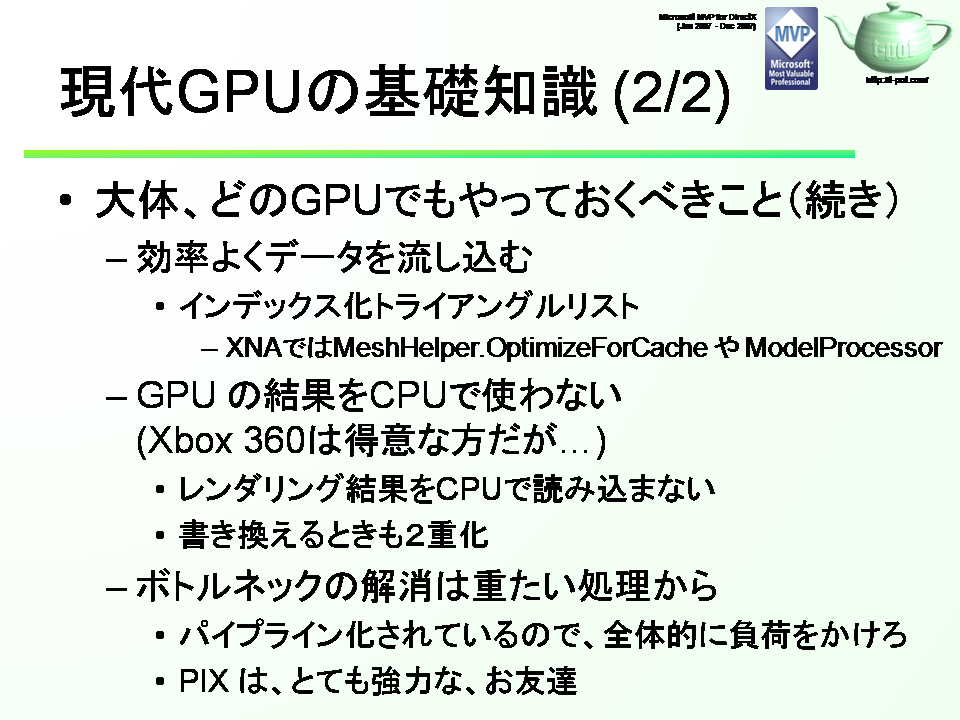 Microsoft MVP for DirectX
(Jan 2007 - Dec 2007)
MVP
Microsoft®
Most Valuable
Professional
t-pot
http://t-pot.com/
現代GPUの基礎知識 (2/2)
• 大体、どのGPUでもやっておくべきこと（続き）
– 効率よくデータを流し込む
• インデックス化トライアングルリスト
– XNAではMeshHelper.OptimizeForCache や ModelProcessor
– GPU の結果をCPUで使わない
(Xbox 360は得意な方だが…)
• レンダリング結果をCPUで読み込まない
• 書き換えるときも２重化
– ボトルネックの解消は重たい処理から
• パイプライン化されているので、全体的に負荷をかけろ
• PIX は、とても強力な、お友達